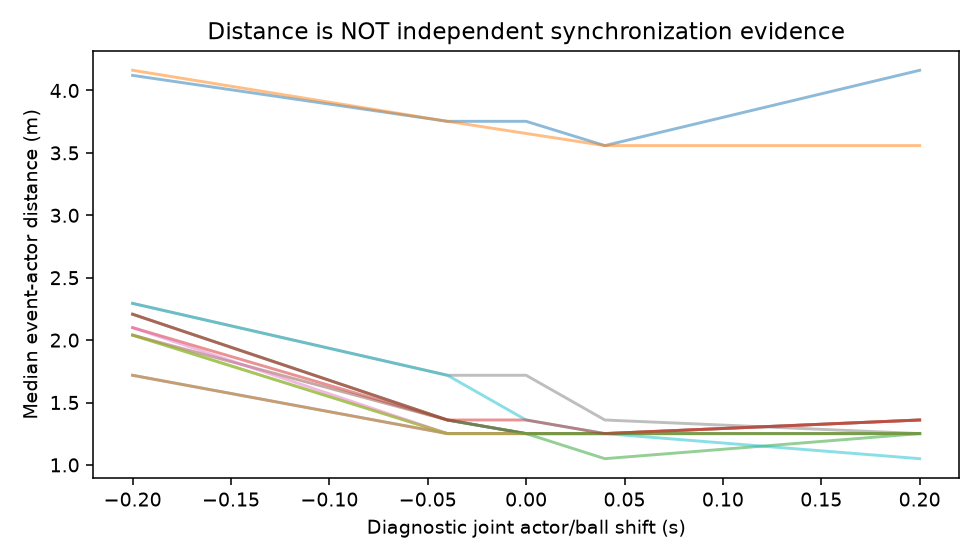 Distance is NOT independent synchronization evidence
Median event-actor distance (m)
4.0
3.5
3.0
2.5
2.0
1.5
1.0
−0.20 −0.15 −0.10 −0.05 0.00 0.05 0.10 0.15 0.20
Diagnostic joint actor/ball shift (s)